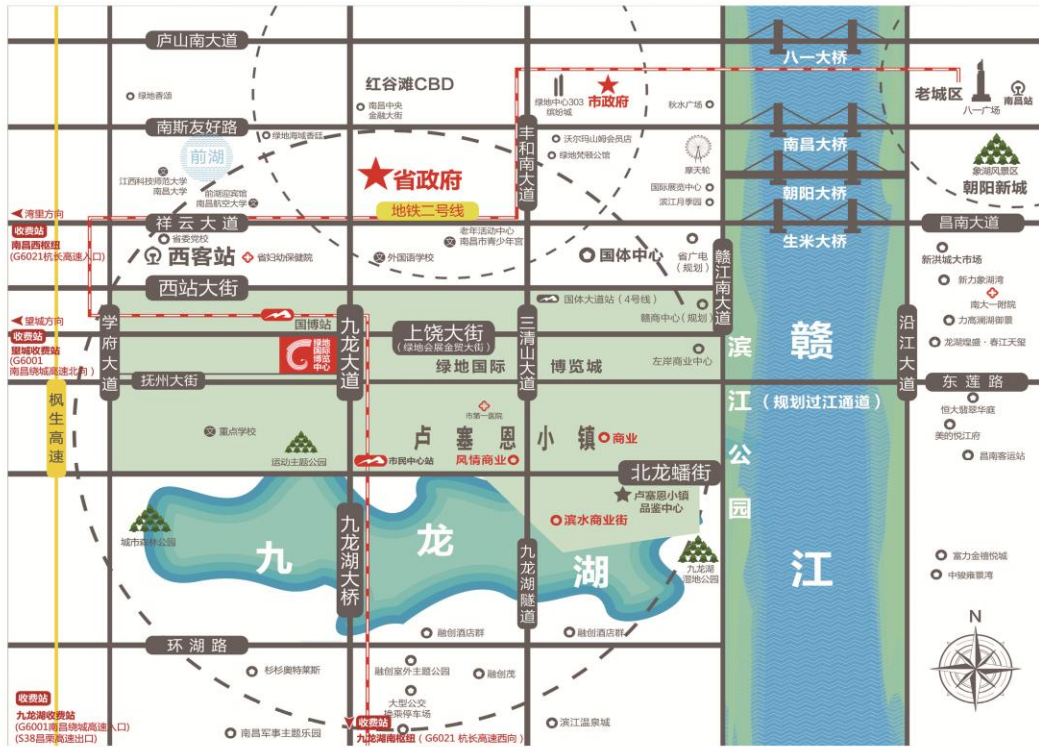 庐山南大道
八一大桥
红谷滩CBD
绿地中心303
缤纷城
市政府
老城区
八一广场
南昌站
绿地香颂
南昌中央
金融大街
秋水广场
南斯友好路
绿地海域香廷
丰和南大道
沃尔玛山姆会员店
绿地梵顿公馆
南昌大桥
前湖
江西科技师范大学
南昌大学
前湖迎宾馆
南昌航空大学
省政府
摩天轮
国际展览中心
滨江月季园
朝阳大桥
象湖风景区
朝阳新城
地铁二号线
湾里方向
收费站
南昌西枢纽
(G6021杭长高速入口)
祥云大道
生米大桥
昌南大道
省委党校
西客站
省妇幼保健院
老年活动中心
南昌市青少年宫
外国语学校
国体中心
省广电
(规划)
赣江南大道
新洪城大市场
西站大街
国体大道站（4号线）
赣商中心(规划)
新力象湖湾
南大一附院
力高澜湖御景
龙湖煌盛·春江天玺
望城方向
收费站
望城收费站
(G6001
南昌绕城高速北向)
学府大道
国博站
九龙大道
上饶大街
(绿地会展金贸大街)
三清山大道
绿地国际博览中心
绿地国际
博览城
左岸商业中心
滨江公园
赣江
沿江大道
抚州大街
(规划过江通道)
东莲路
枫生高速
市第一医院
恒大翡翠华庭
美的悦江府
昌南客运站
重点学校
运动主题公园
卢塞恩小镇
商业
市民中心站
风情商业
北龙蟠街
卢塞恩小镇
品鉴中心
滨水商业街
城市森林公园
九龙湖
九龙湖大桥
九龙湖隧道
九龙湖
湿地公园
富力金禧悦城
中骏雍景湾
融创酒店群
融创酒店群
环湖路
杉杉奥特莱斯
融创室外主题公园
融创茂
大型公交
换乘停车场
N
收费站
九龙湖收费站
(G6001南昌绕城高速入口)
(S38昌栗高速出口)
南昌军事主题乐园
收费站
九龙湖南枢纽（G6021 杭长高速西向）
滨江温泉城